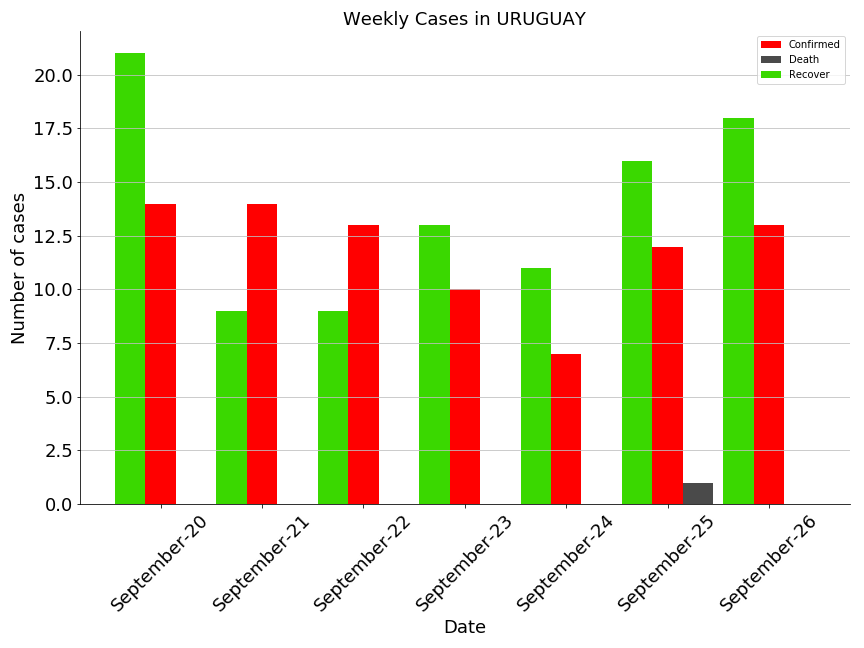 Weekly Cases in URUGUAY
Confirmed
Death
Recover
Number of cases
20.0
17.5
15.0
12.5
10.0
7.5
5.0
2.5
0.0
September-20
September-21
September-22
September-23
September-24
September-25
September-26
Date